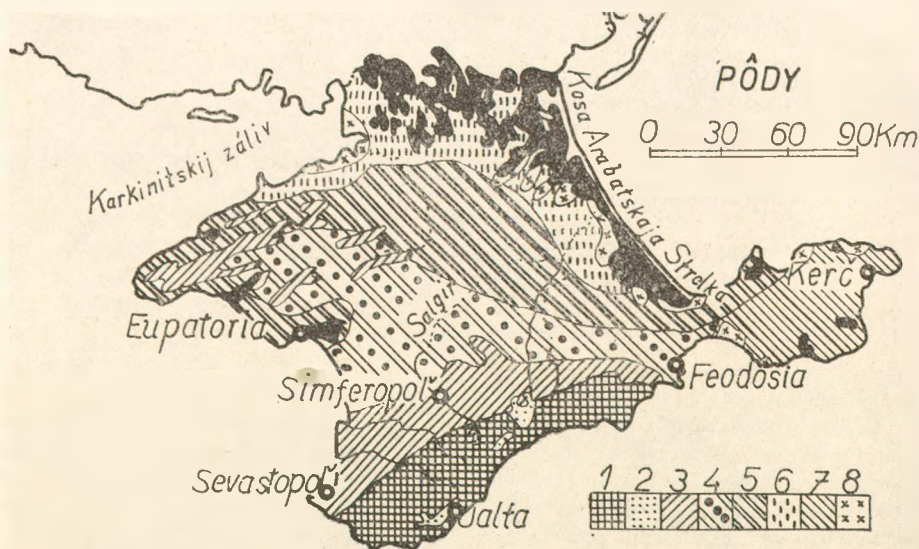 PÔDY
0 30 60 90Km
Karkinitskij záliv
Kosa Arabatskaja Strelka
Kerč
Eupatoria
Salgir
Feodosia
Simferopol
Sevastopoľ
Jalta
1 2 3 4 5 6 7 8